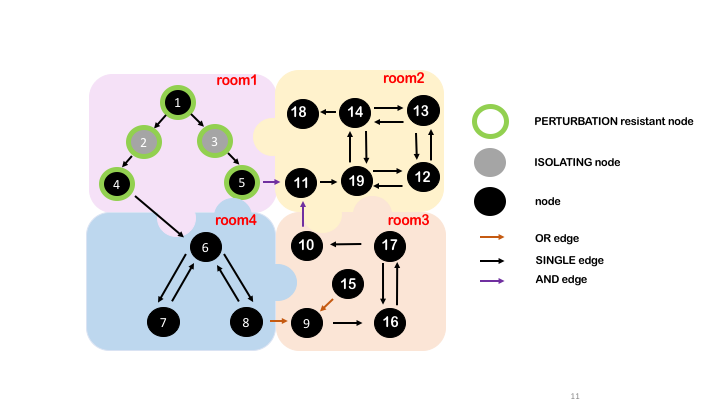 room1
room2
1
18
14
13
2
3
4
5
11
19
12
PERTURBATION resistant node
ISOLATING node
node
room4
room3
6
10
17
15
7
8
9
16
OR edge
SINGLE edge
AND edge
11